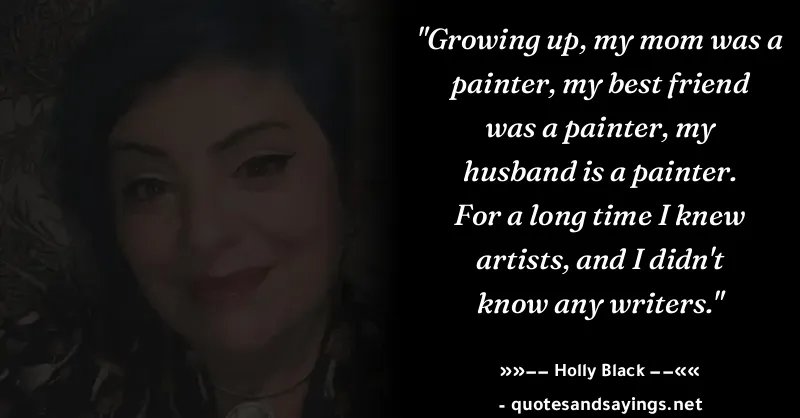 "Growing up, my mom was a
painter, my best friend
was a painter, my
husband is a painter.
For a long time I knew
artists, and I didn't
know any writers."
»»–– Holly Black ––««
- quotesandsayings.net